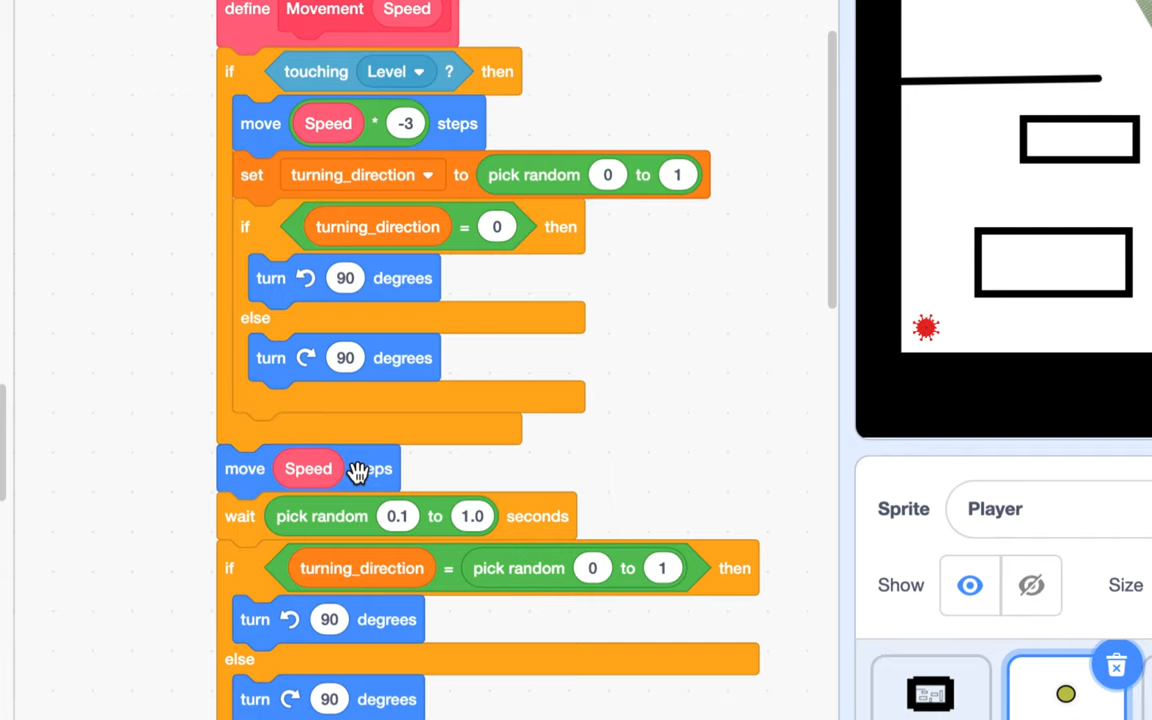 define Movement Speed
if touching Level ? then
move Speed * -3 steps
set turning_direction to pick random 0 to 1
if turning_direction = 0 then
turn 90 degrees
else
turn 90 degrees
move Speed
wait pick random 0.1 to 1.0 seconds
if turning_direction = pick random 0 to 1 then
turn 90 degrees
else
turn 90 degrees
Sprite Player
Show Size